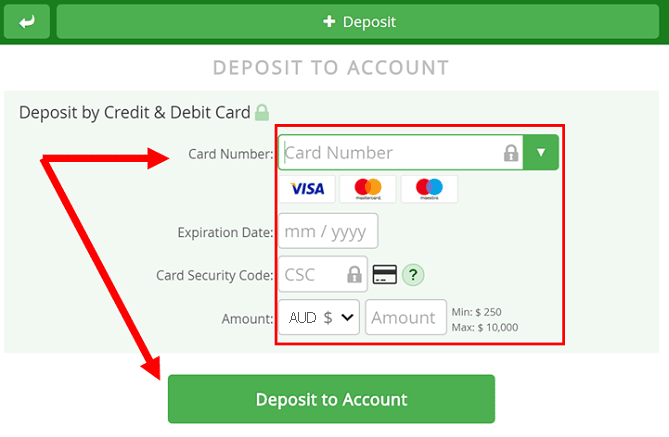 + Deposit
DEPOSIT TO ACCOUNT
Deposit by Credit & Debit Card
Card Number: Card Number
VISA mastercard maestro
Expiration Date: mm / yyyy
Card Security Code: CSC ?
Amount: AUD $ Amount Min: $ 250
Max: $ 10,000
Deposit to Account